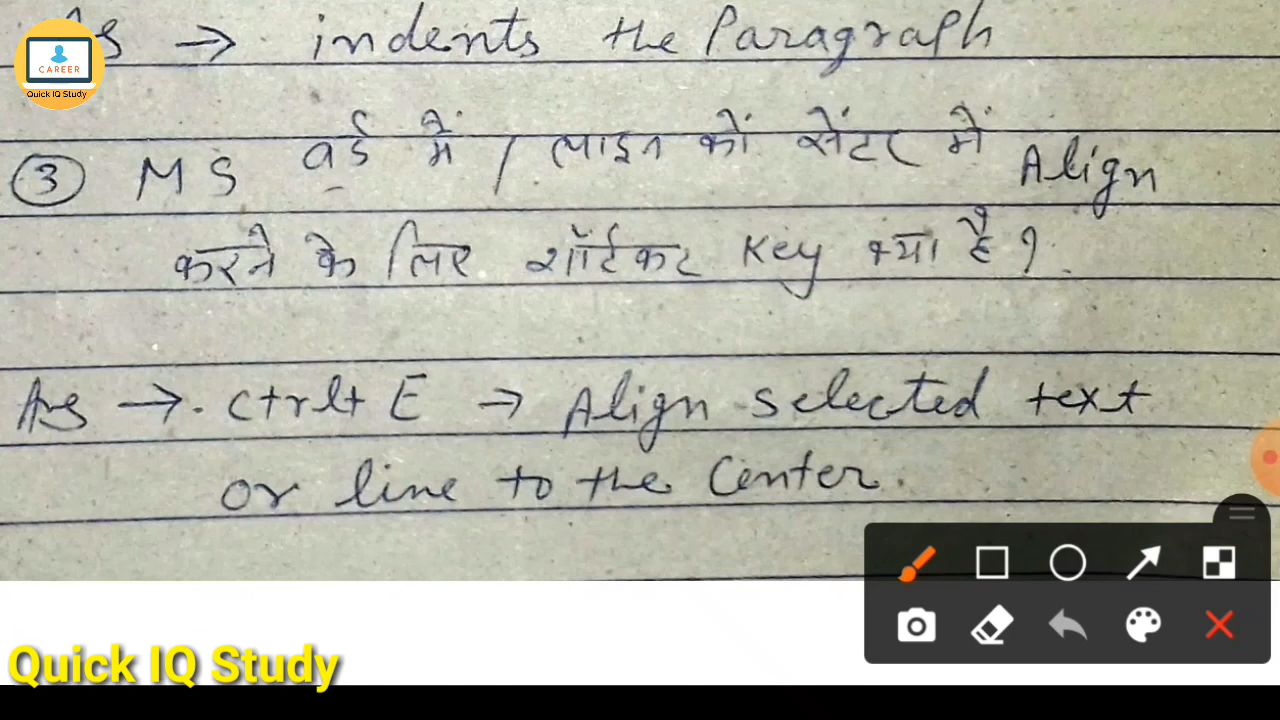 → indents the Paragraph
CAREER
Quick IQ Study
③ MS वर्ड में / लाइन कों सेंटर में Align
करने के लिए शॉर्टकट Key क्या है ?
Ans → . ctrl+ E → Align selected text
or line to the Center.
Quick IQ Study